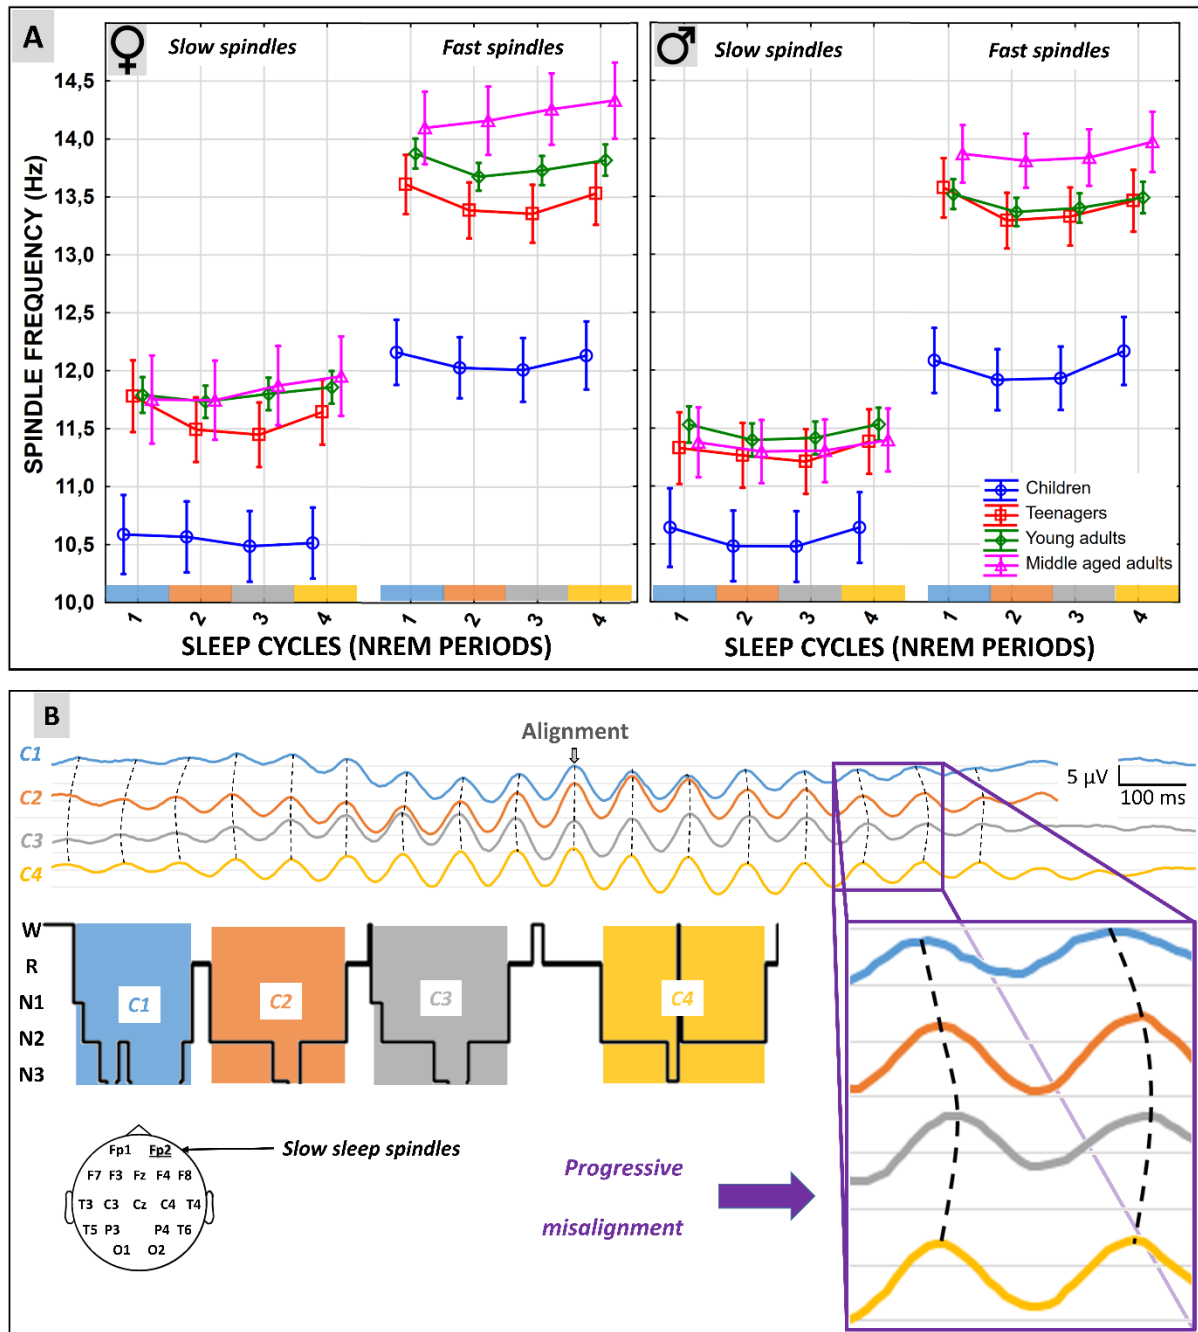 A
♀
Slow spindles
Fast spindles
♂
Slow spindles
Fast spindles
SPINDLE FREQUENCY (Hz)
14,5
14,0
13,5
13,0
12,5
12,0
11,5
11,0
10,5
10,0
Children
Teenagers
Young adults
Middle aged adults
1 2 3 4 1 2 3 4
1 2 3 4 1 2 3 4
SLEEP CYCLES (NREM PERIODS)
SLEEP CYCLES (NREM PERIODS)
B
Alignment
C1
C2
C3
C4
5 µV
100 ms
W
R
N1
N2
N3
C1
C2
C3
C4
Fp1 Fp2
Slow sleep spindles
F7 F3 Fz F4 F8
T3 C3 Cz C4 T4
T5 P3 P4 T6
O1 O2
Progressive
misalignment